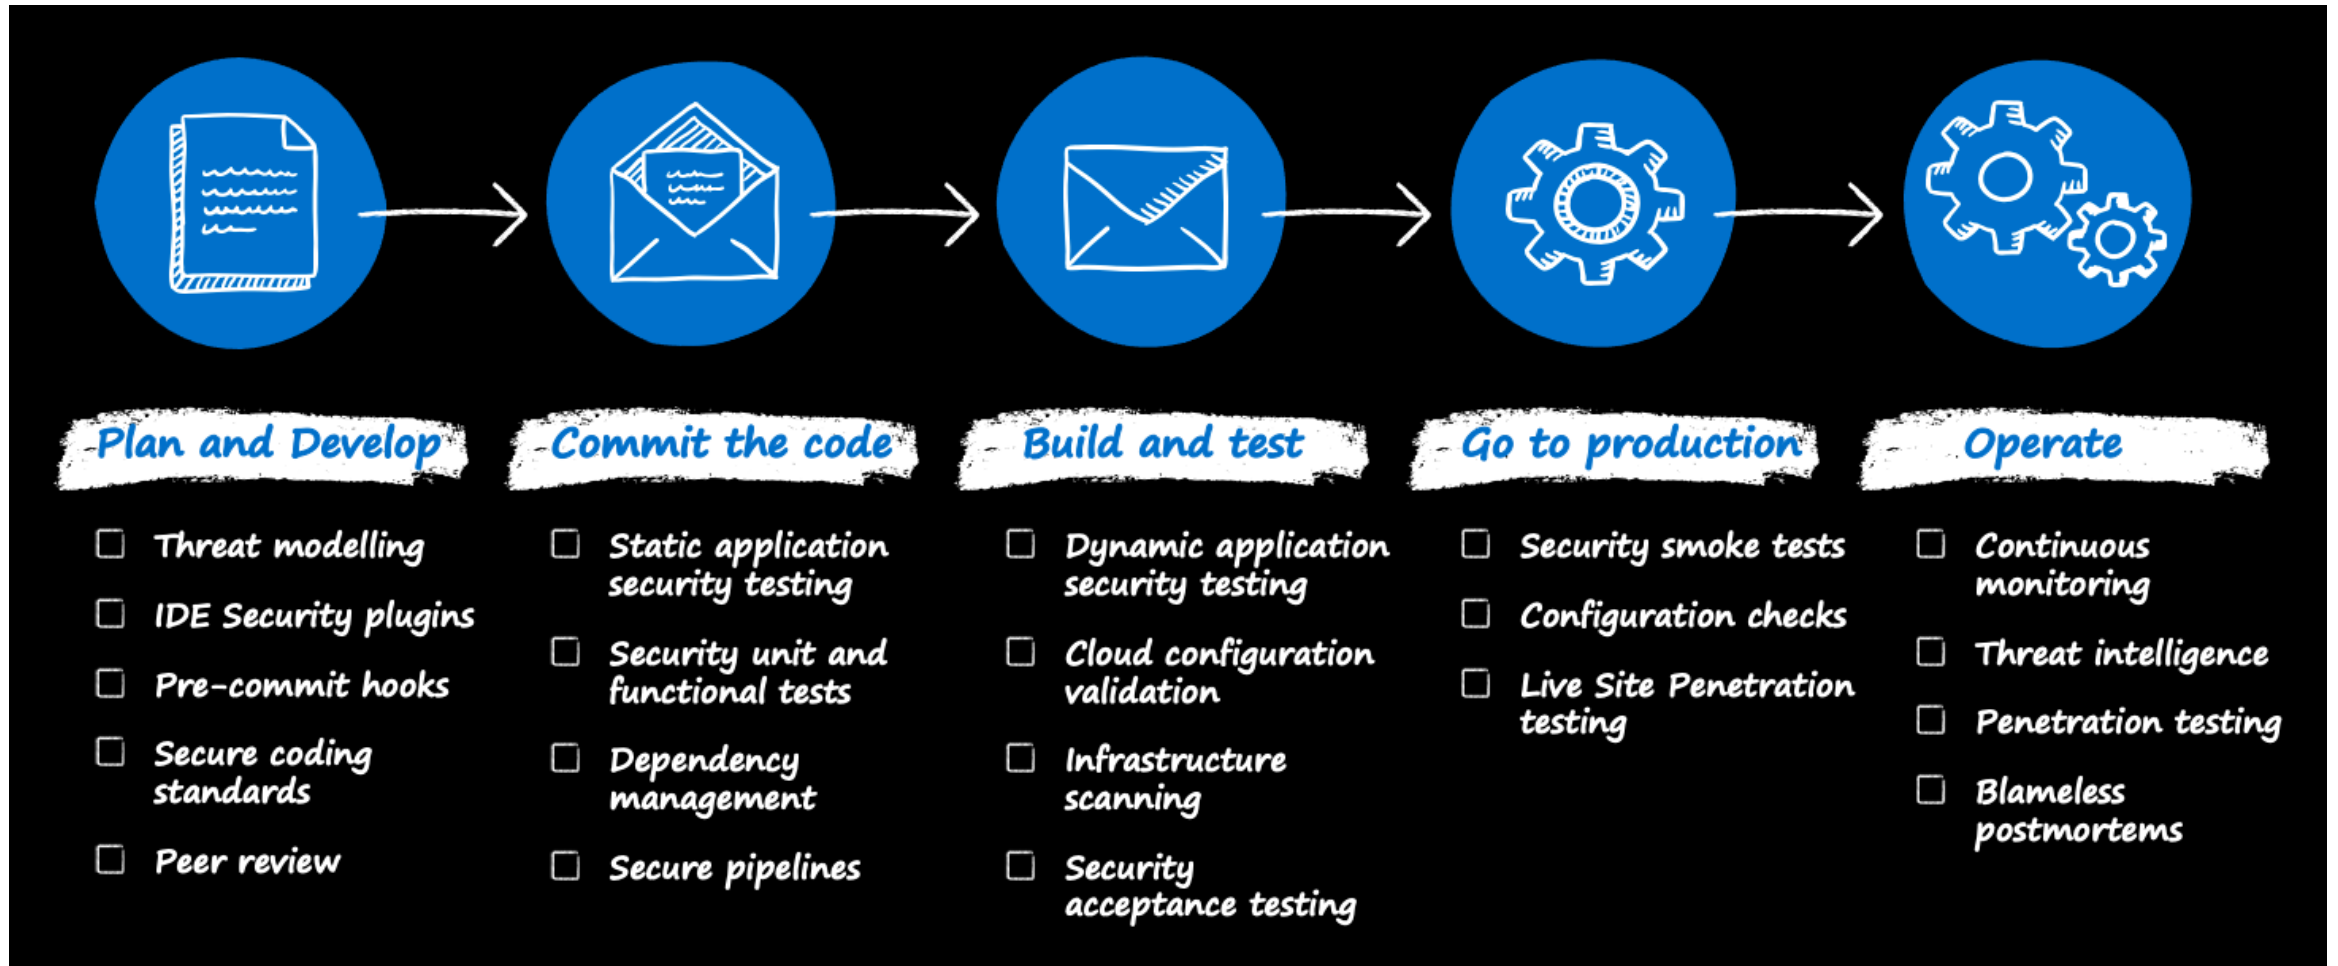 Plan and Develop
Threat modelling
IDE Security plugins
Pre-commit hooks
Secure coding
standards
Peer review
Commit the code
Static application
security testing
Security unit and
functional tests
Dependency
management
Secure pipelines
Build and test
Dynamic application
security testing
Cloud configuration
validation
Infrastructure
scanning
Security
acceptance testing
Go to production
Security smoke tests
Configuration checks
Live Site Penetration
testing
Operate
Continuous
monitoring
Threat intelligence
Penetration testing
Blameless
postmortems